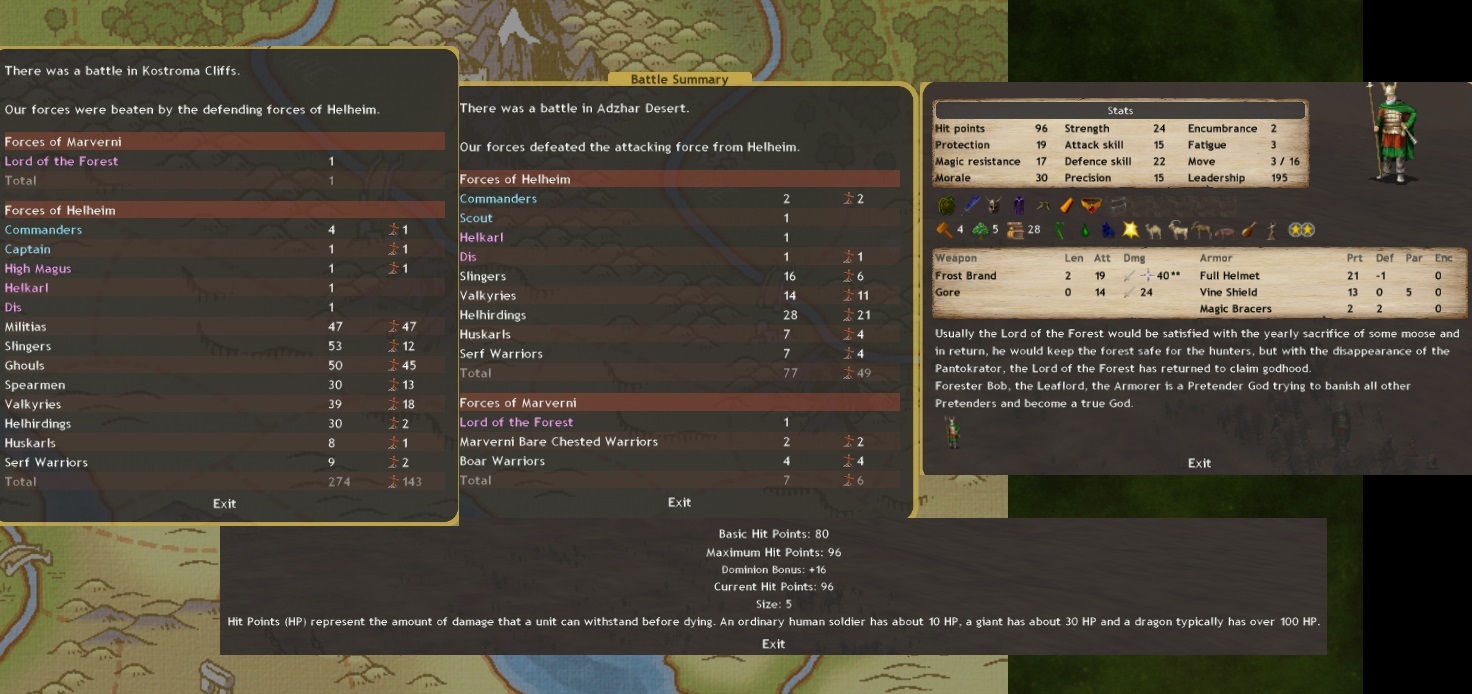 There was a battle in Kostroma Cliffs.
Our forces were beaten by the defending forces of Helheim.
Forces of Marverni
Lord of the Forest 1
Total 1
Forces of Helheim
Commanders 4 1
Captain 1 1
High Magus 1 1
Helkarl 1
Dis 1
Militias 47 47
Slingers 53 12
Ghouls 50 45
Spearmen 30 13
Valkyries 39 18
Helhirdings 30 2
Huskarls 8 1
Serf Warriors 9 2
Total 274 143
Exit
Battle Summary
There was a battle in Adzhar Desert.
Our forces defeated the attacking force from Helheim.
Forces of Helheim
Commanders 2 2
Scout 1
Helkarl 1
Dis 1 1
Slingers 16 6
Valkyries 14 11
Helhirdings 28 21
Huskarls 7 4
Serf Warriors 7 4
Total 77 49
Forces of Marverni
Lord of the Forest 1
Marverni Bare Chested Warriors 2 2
Boar Warriors 4 4
Total 7 6
Exit
Stats
Hit points 96 Strength 24 Encumbrance 2
Protection 19 Attack skill 15 Fatigue 3
Magic resistance 17 Defence skill 22 Move 3 / 16
Morale 30 Precision 15 Leadership 195
4 5 28
Weapon Len Att Dmg Armor Prt Def Par Enc
Frost Brand 2 19 40** Full Helmet 21 -1 0
Gore 0 14 24 Vine Shield 13 0 5 0
Magic Bracers 2 2 0
Usually the Lord of the Forest would be satisfied with the yearly sacrifice of some moose and
in return, he would keep the forest safe for the hunters, but with the disappearance of the
Pantokrator, the Lord of the Forest has returned to claim godhood.
Forester Bob, the Leaflord, the Armorer is a Pretender God trying to banish all other
Pretenders and become a true God.
Exit
Basic Hit Points: 80
Maximum Hit Points: 96
Dominion Bonus: +16
Current Hit Points: 96
Size: 5
Hit Points (HP) represent the amount of damage that a unit can withstand before dying. An ordinary human soldier has about 10 HP, a giant has about 30 HP and a dragon typically has over 100 HP.
Exit